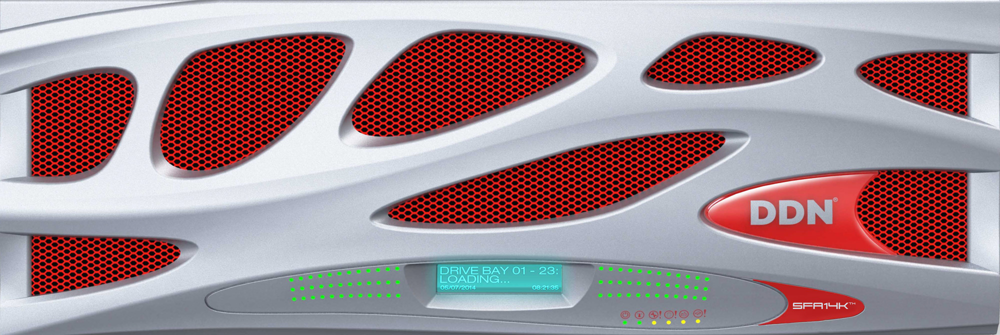 DDN®
DRIVE BAY 01 - 23:
LOADING...
05/07/2014 08:21:35
SFA14K™